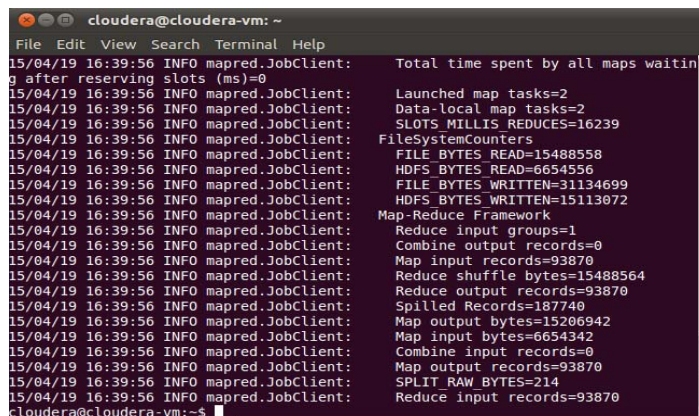 cloudera@cloudera-vm: ~
File Edit View Search Terminal Help
15/04/19 16:39:56 INFO mapred.JobClient:     Total time spent by all maps waitin
g after reserving slots (ms)=0
15/04/19 16:39:56 INFO mapred.JobClient:     Launched map tasks=2
15/04/19 16:39:56 INFO mapred.JobClient:     Data-local map tasks=2
15/04/19 16:39:56 INFO mapred.JobClient:     SLOTS_MILLIS_REDUCES=16239
15/04/19 16:39:56 INFO mapred.JobClient:   FileSystemCounters
15/04/19 16:39:56 INFO mapred.JobClient:     FILE_BYTES_READ=15488558
15/04/19 16:39:56 INFO mapred.JobClient:     HDFS_BYTES_READ=6654556
15/04/19 16:39:56 INFO mapred.JobClient:     FILE_BYTES_WRITTEN=31134699
15/04/19 16:39:56 INFO mapred.JobClient:     HDFS_BYTES_WRITTEN=15113072
15/04/19 16:39:56 INFO mapred.JobClient:   Map-Reduce Framework
15/04/19 16:39:56 INFO mapred.JobClient:     Reduce input groups=1
15/04/19 16:39:56 INFO mapred.JobClient:     Combine output records=0
15/04/19 16:39:56 INFO mapred.JobClient:     Map input records=93870
15/04/19 16:39:56 INFO mapred.JobClient:     Reduce shuffle bytes=15488564
15/04/19 16:39:56 INFO mapred.JobClient:     Reduce output records=93870
15/04/19 16:39:56 INFO mapred.JobClient:     Spilled Records=187740
15/04/19 16:39:56 INFO mapred.JobClient:     Map output bytes=15206942
15/04/19 16:39:56 INFO mapred.JobClient:     Map input bytes=6654342
15/04/19 16:39:56 INFO mapred.JobClient:     Combine input records=0
15/04/19 16:39:56 INFO mapred.JobClient:     Map output records=93870
15/04/19 16:39:56 INFO mapred.JobClient:     SPLIT_RAW_BYTES=214
15/04/19 16:39:56 INFO mapred.JobClient:     Reduce input records=93870
cloudera@cloudera-vm:~$